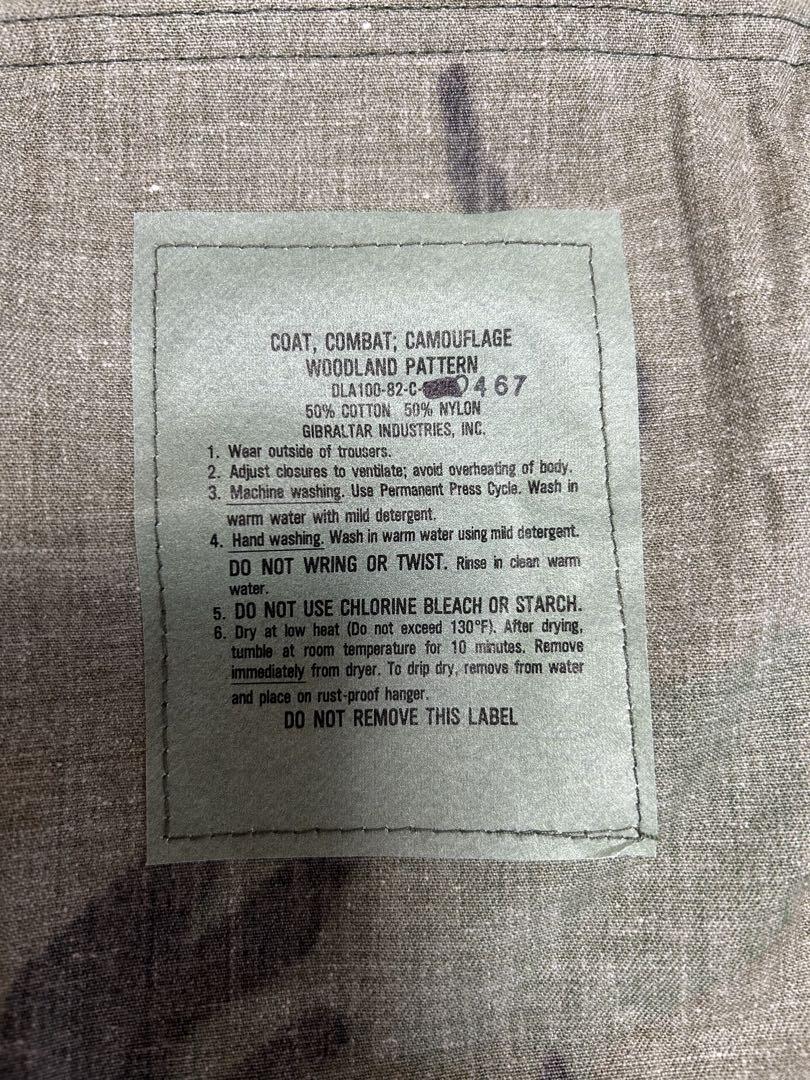 COAT, COMBAT; CAMOUFLAGE
WOODLAND PATTERN
DLA100-82-C-0467
50% COTTON 50% NYLON
GIBRALTAR INDUSTRIES, INC.
1. Wear outside of trousers.
2. Adjust closures to ventilate; avoid overheating of body.
3. Machine washing. Use Permanent Press Cycle. Wash in
warm water with mild detergent.
4. Hand washing. Wash in warm water using mild detergent.
DO NOT WRING OR TWIST. Rinse in clean warm
water.
5. DO NOT USE CHLORINE BLEACH OR STARCH.
6. Dry at low heat (Do not exceed 130°F). After drying,
tumble at room temperature for 10 minutes. Remove
immediately from dryer. To drip dry, remove from water
and place on rust-proof hanger.
DO NOT REMOVE THIS LABEL